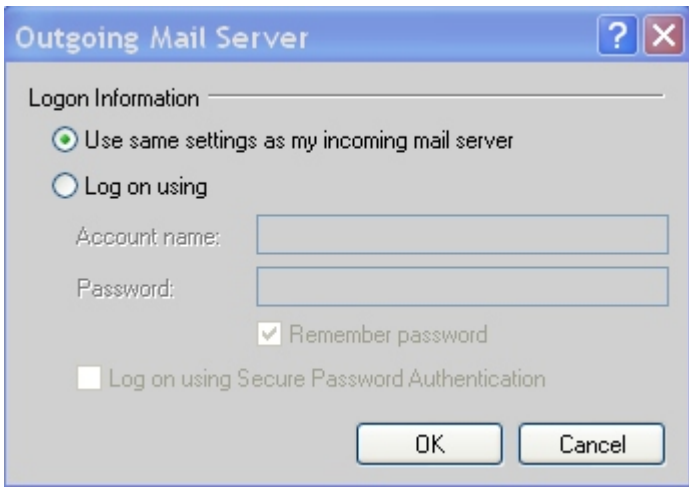 Outgoing Mail Server
Logon Information
Use same settings as my incoming mail server
Log on using
Account name:
Password:
Remember password
Log on using Secure Password Authentication
OK Cancel